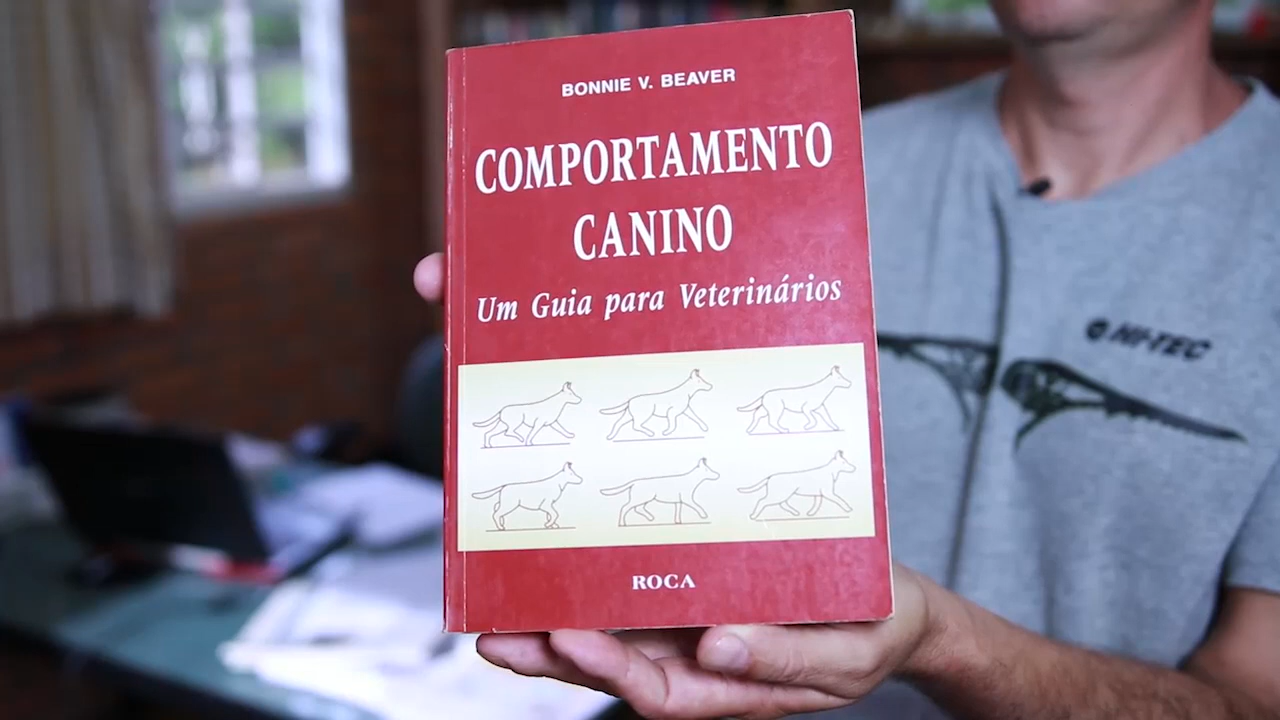 BONNIE V. BEAVER
COMPORTAMENTO
CANINO
Um Guia para Veterinários
ROCA
HI-TEC